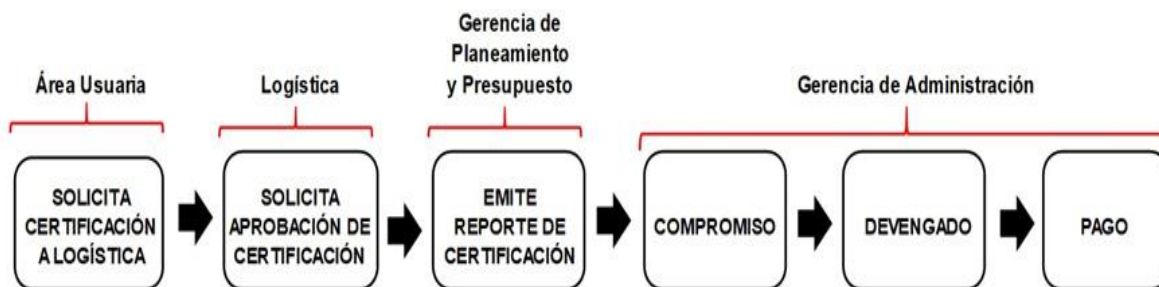 Área Usuaria
Logística
Gerencia de
Planeamiento
y Presupuesto
Gerencia de Administración
SOLICITA
CERTIFICACIÓN
A LOGÍSTICA
SOLICITA
APROBACIÓN DE
CERTIFICACIÓN
EMITE
REPORTE DE
CERTIFICACIÓN
COMPROMISO
DEVENGADO
PAGO